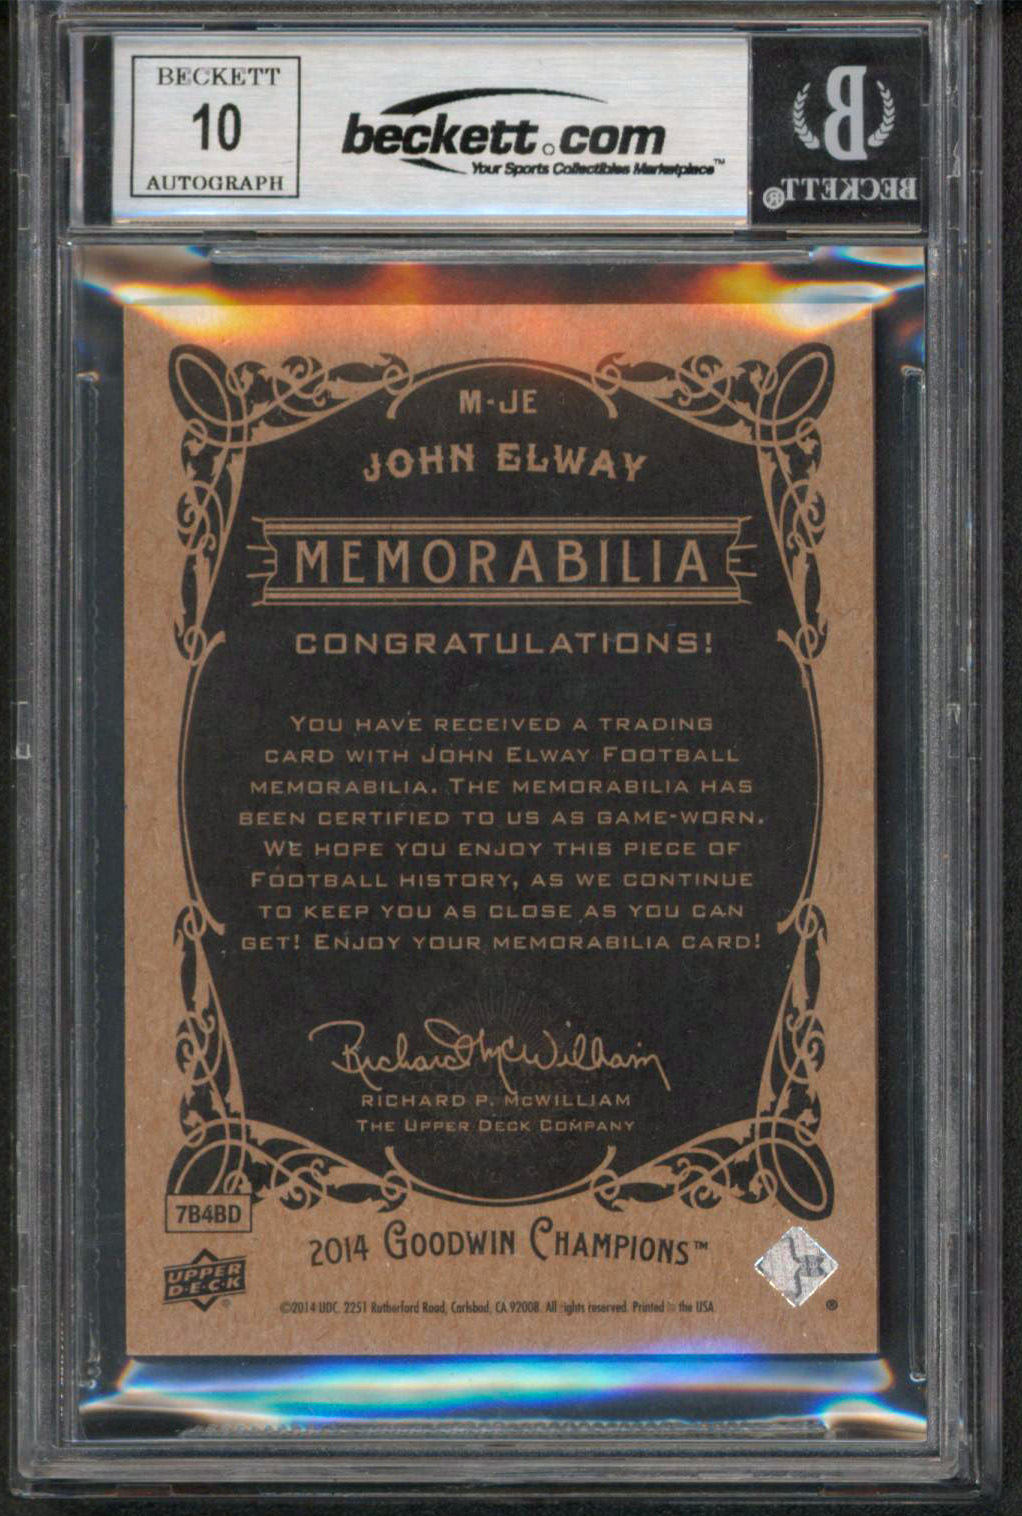 BECKETT
10
AUTOGRAPH
beckett.com
Your Sports Collectibles Marketplace™
B
BECKETT®
M-JE
JOHN ELWAY
MEMORABILIA
CONGRATULATIONS!
YOU HAVE RECEIVED A TRADING
CARD WITH JOHN ELWAY FOOTBALL
MEMORABILIA. THE MEMORABILIA HAS
BEEN CERTIFIED TO US AS GAME-WORN.
WE HOPE YOU ENJOY THIS PIECE OF
FOOTBALL HISTORY, AS WE CONTINUE
TO KEEP YOU AS CLOSE AS YOU CAN
GET! ENJOY YOUR MEMORABILIA CARD!
Richard McWilliam
RICHARD P. MCWILLIAM
THE UPPER DECK COMPANY
7B4BD
2014 GOODWIN CHAMPIONS™
UPPER
D·E·C·K
®
©2014 UDC. 2251 Rutherford Road, Carlsbad, CA 92008. All rights reserved. Printed in the USA
®